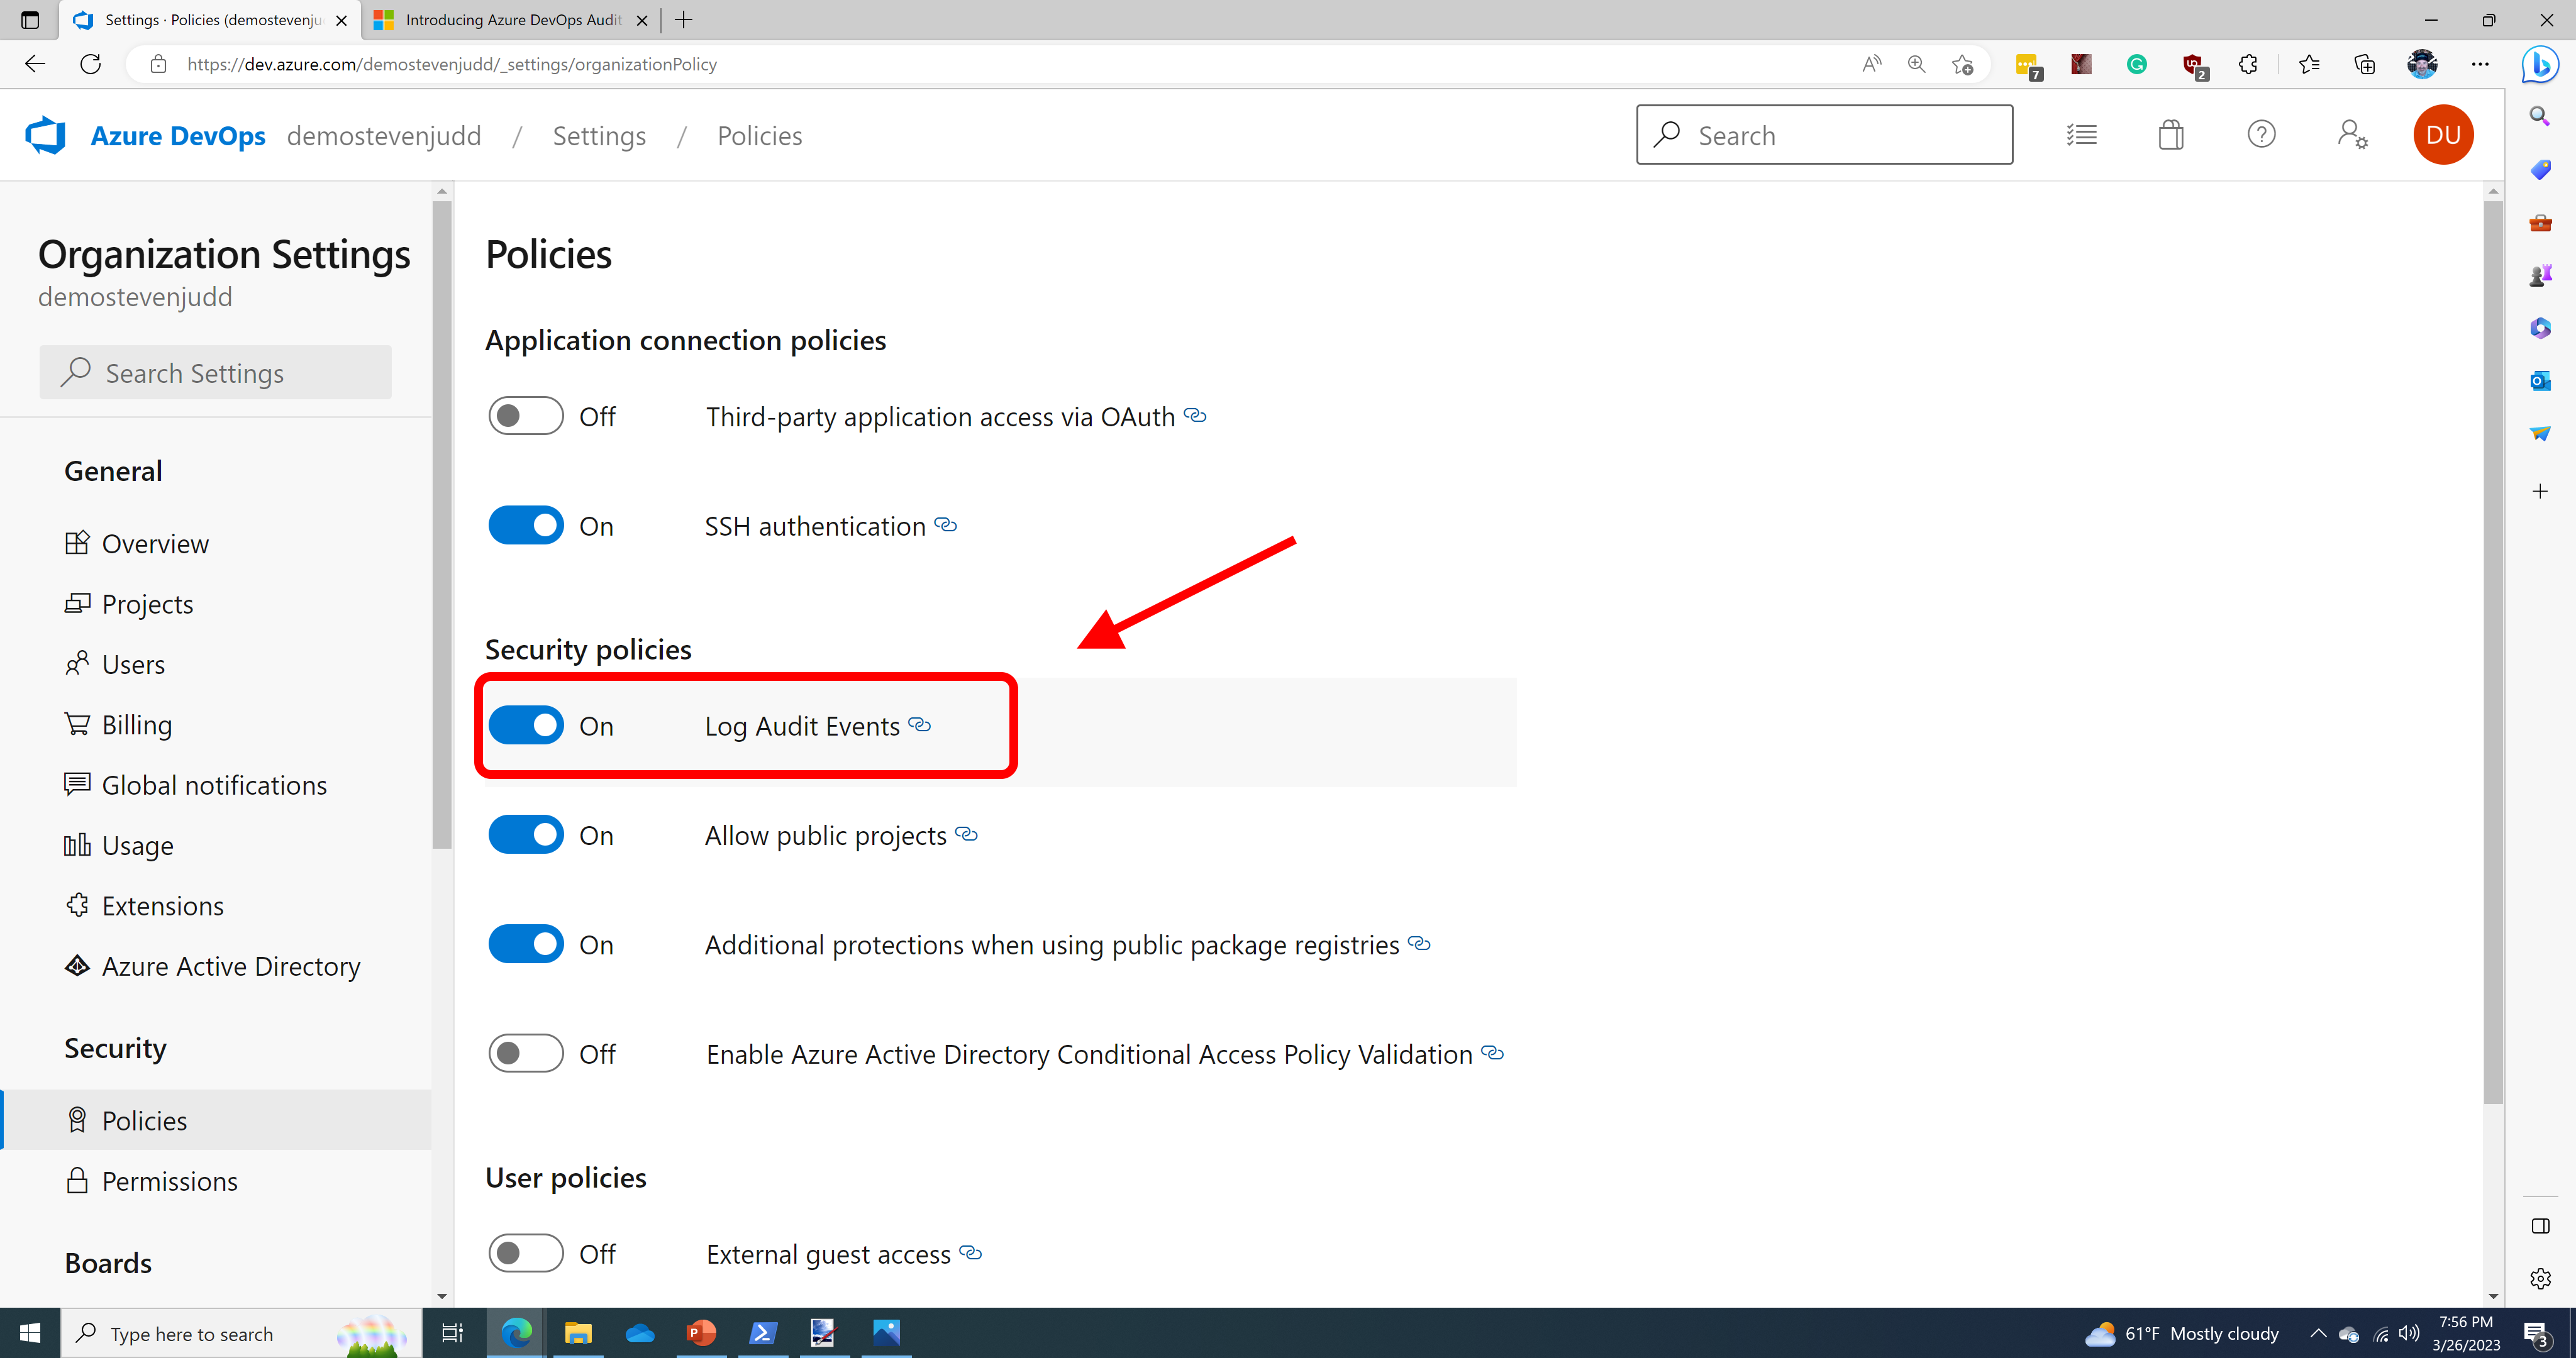 Settings · Policies (demostevenju
Introducing Azure DevOps Audit
https://dev.azure.com/demostevenjudd/_settings/organizationPolicy
7
2
Azure DevOps demostevenjudd / Settings / Policies
Search
DU
Organization Settings
demostevenjudd
Search Settings
General
Overview
Projects
Users
Billing
Global notifications
Usage
Extensions
Azure Active Directory
Security
Policies
Permissions
Boards
Policies
Application connection policies
Off Third-party application access via OAuth
On SSH authentication
Security policies
On Log Audit Events
On Allow public projects
On Additional protections when using public package registries
Off Enable Azure Active Directory Conditional Access Policy Validation
User policies
Off External guest access
Type here to search
61°F Mostly cloudy
7:56 PM
3/26/2023
3